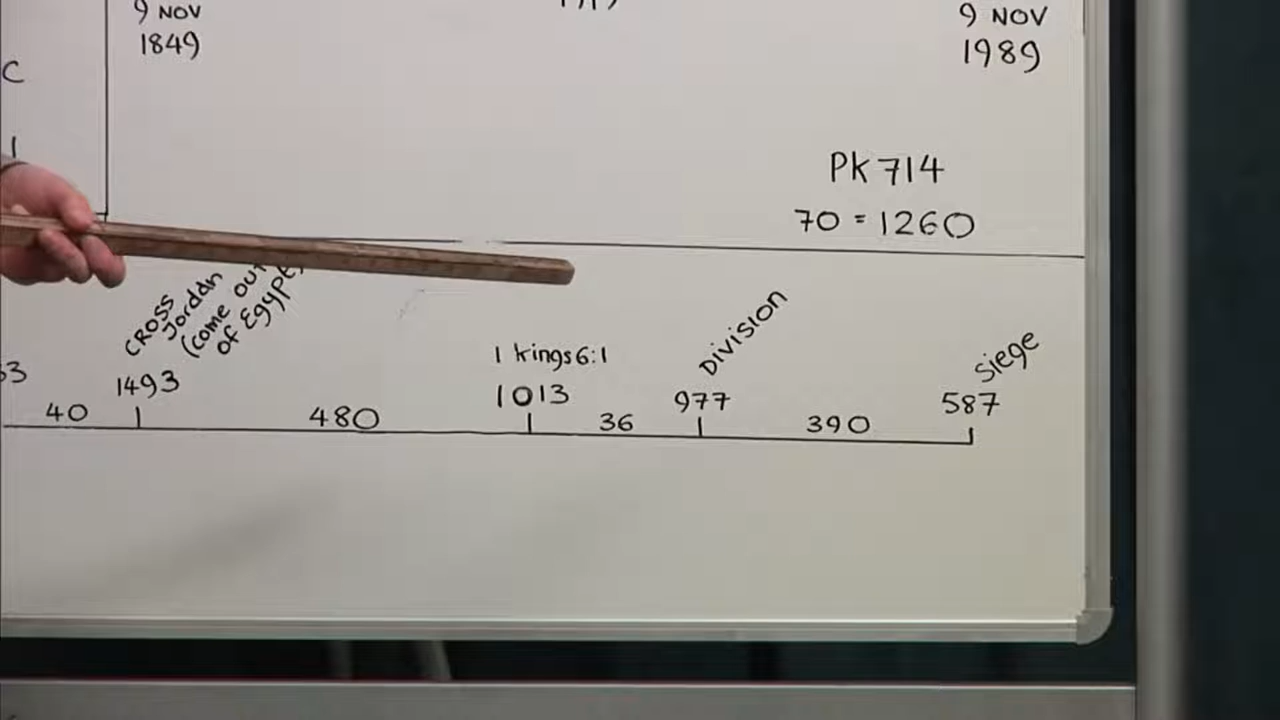 9 NOV
1849
9 NOV
1989
C
PK 714
70 = 1260
CROSS
Jordan
(come out
of Egypt)
1 kings 6:1
Division
Siege
1493
1013
977
587
40
480
36
390